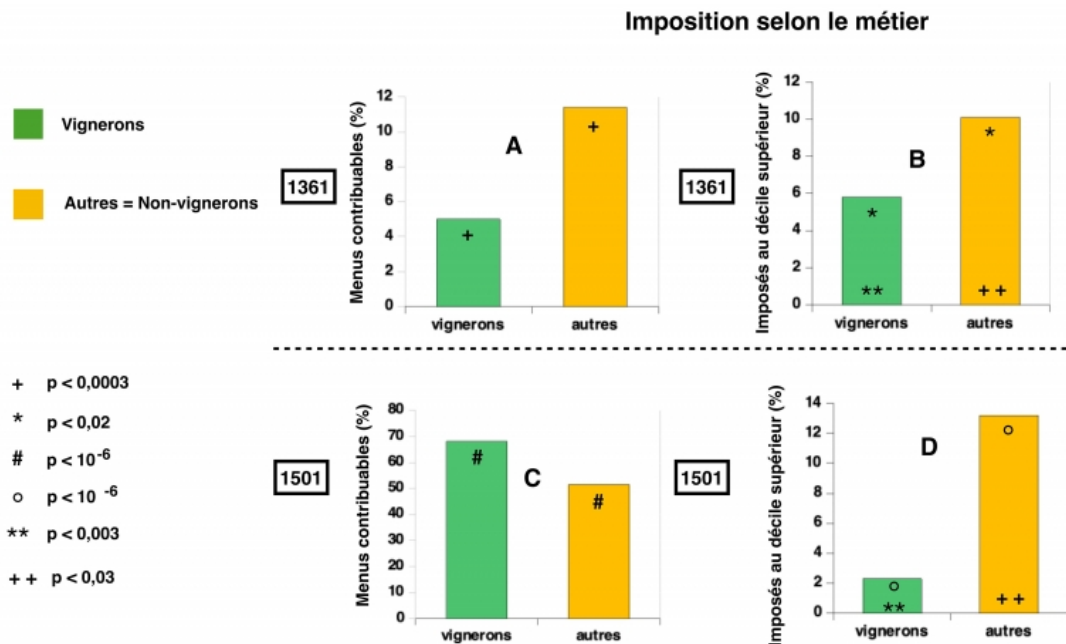 Imposition selon le métier
Vignerons
Autres = Non-vignerons
1361
Menus contribuables (%)
12
10
8
6
4
2
0
A
+
+
vignerons
autres
1361
Imposés au décile supérieur (%)
12
10
8
6
4
2
0
B
*
*
**
++
vignerons
autres
+ p < 0,0003
* p < 0,02
# p < 10-6
o p < 10 -6
** p < 0,003
++ p < 0,03
1501
Menus contribuables (%)
80
70
60
50
40
30
20
10
0
C
#
#
vignerons
autres
1501
Imposés au décile supérieur (%)
14
12
10
8
6
4
2
0
D
o
o
**
++
vignerons
autres